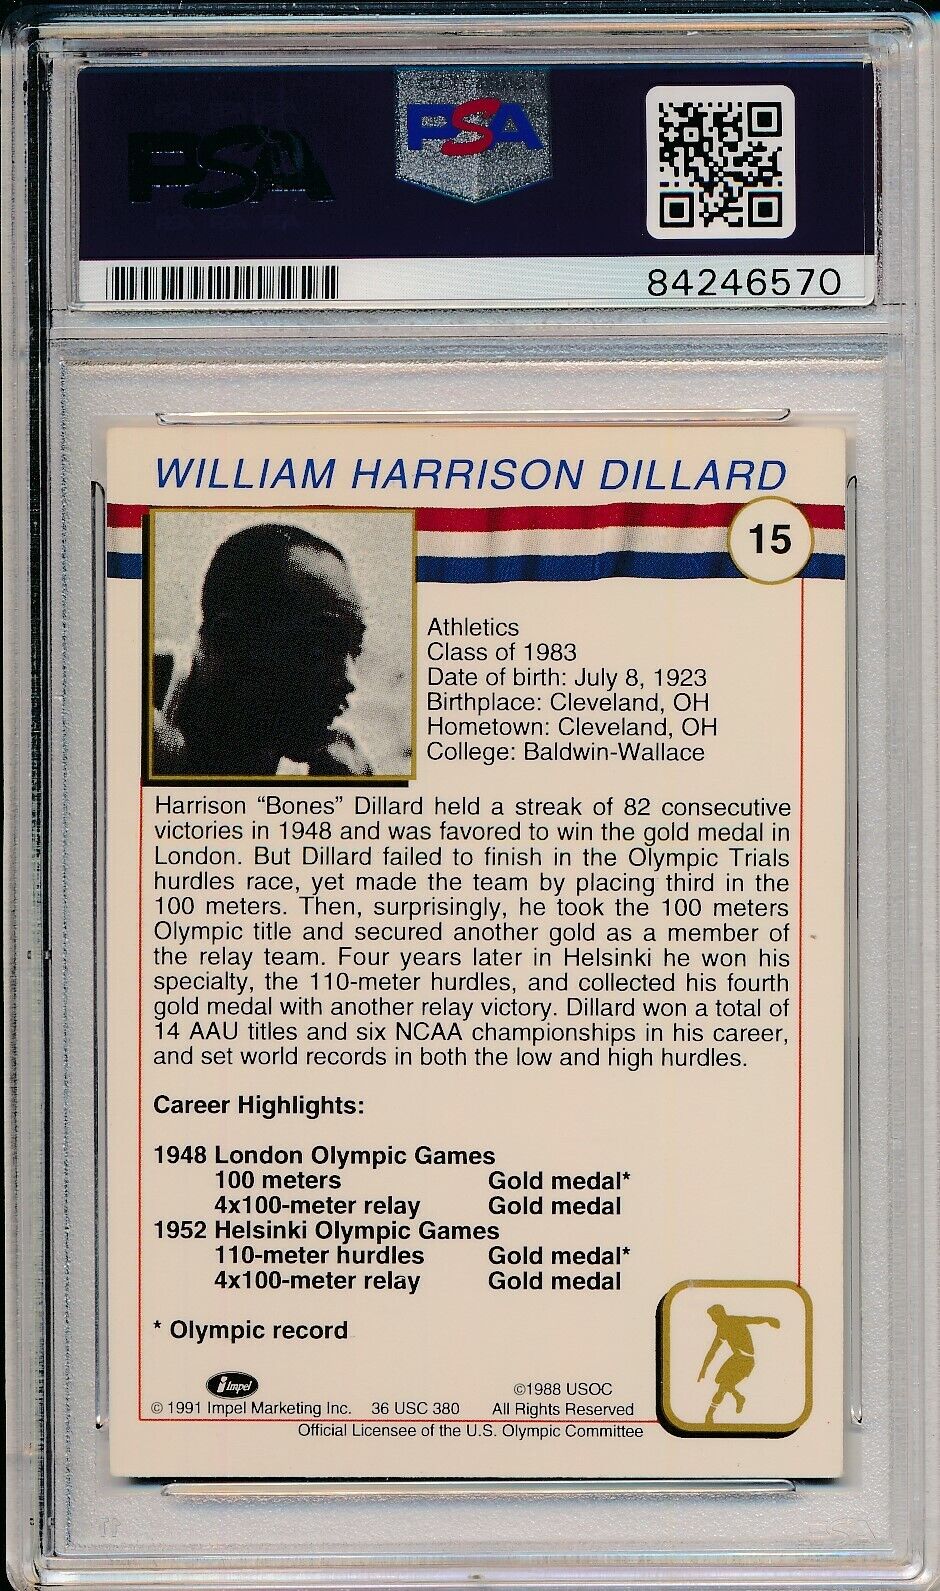 PSA
PSA
84246570
WILLIAM HARRISON DILLARD
15
Athletics
Class of 1983
Date of birth: July 8, 1923
Birthplace: Cleveland, OH
Hometown: Cleveland, OH
College: Baldwin-Wallace
Harrison “Bones” Dillard held a streak of 82 consecutive
victories in 1948 and was favored to win the gold medal in
London. But Dillard failed to finish in the Olympic Trials
hurdles race, yet made the team by placing third in the
100 meters. Then, surprisingly, he took the 100 meters
Olympic title and secured another gold as a member of
the relay team. Four years later in Helsinki he won his
specialty, the 110-meter hurdles, and collected his fourth
gold medal with another relay victory. Dillard won a total of
14 AAU titles and six NCAA championships in his career,
and set world records in both the low and high hurdles.
Career Highlights:
1948 London Olympic Games
100 meters Gold medal*
4x100-meter relay Gold medal
1952 Helsinki Olympic Games
110-meter hurdles Gold medal*
4x100-meter relay Gold medal
* Olympic record
Impel
©1988 USOC
© 1991 Impel Marketing Inc. 36 USC 380 All Rights Reserved
Official Licensee of the U.S. Olympic Committee